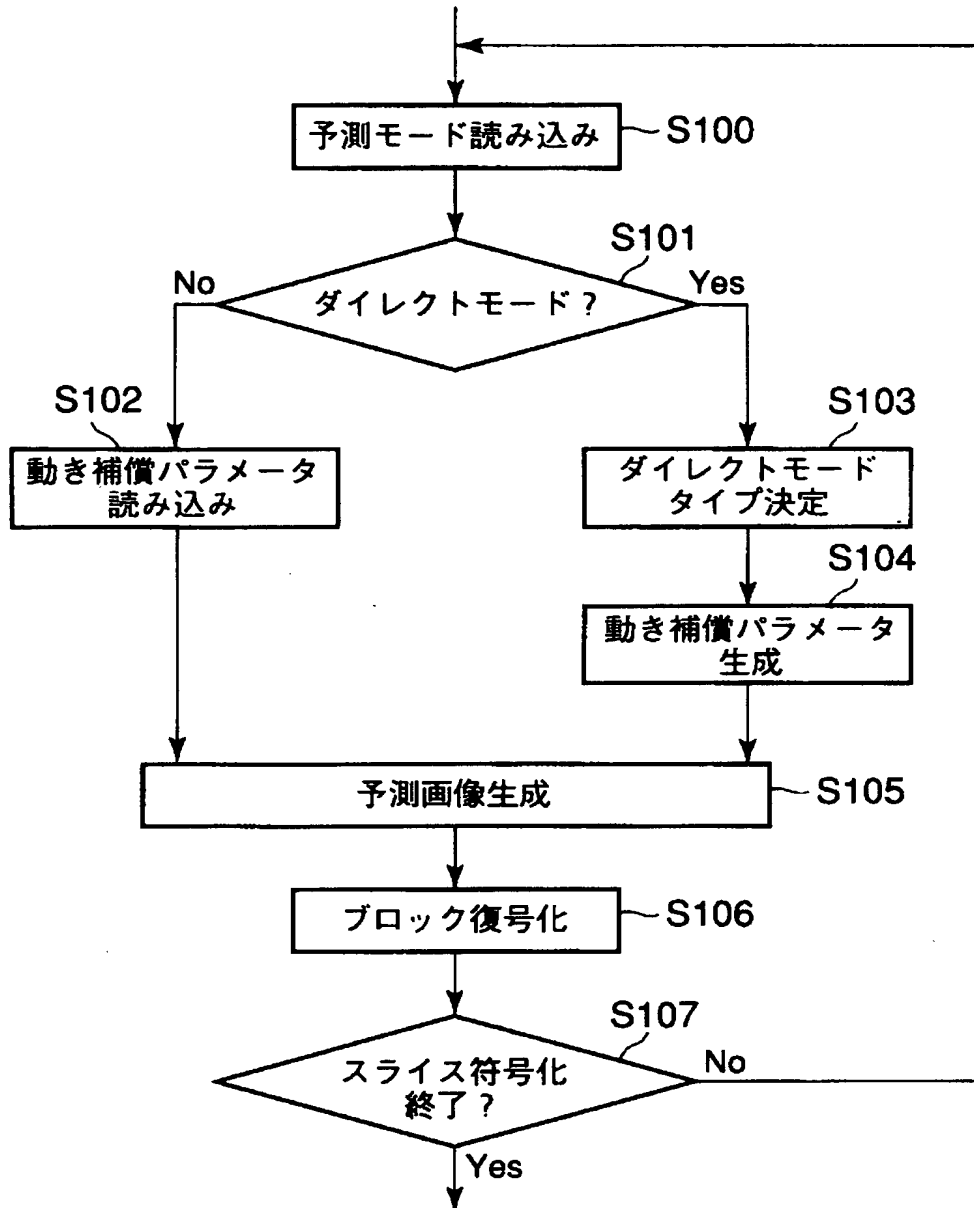 予測モード読み込み
S100
S101
No
ダイレクトモード?
Yes
S102
動き補償パラメータ
読み込み
S103
ダイレクトモード
タイプ決定
S104
動き補償パラメータ
生成
予測画像生成
S105
ブロック復号化
S106
S107
スライス符号化
終了?
No
Yes